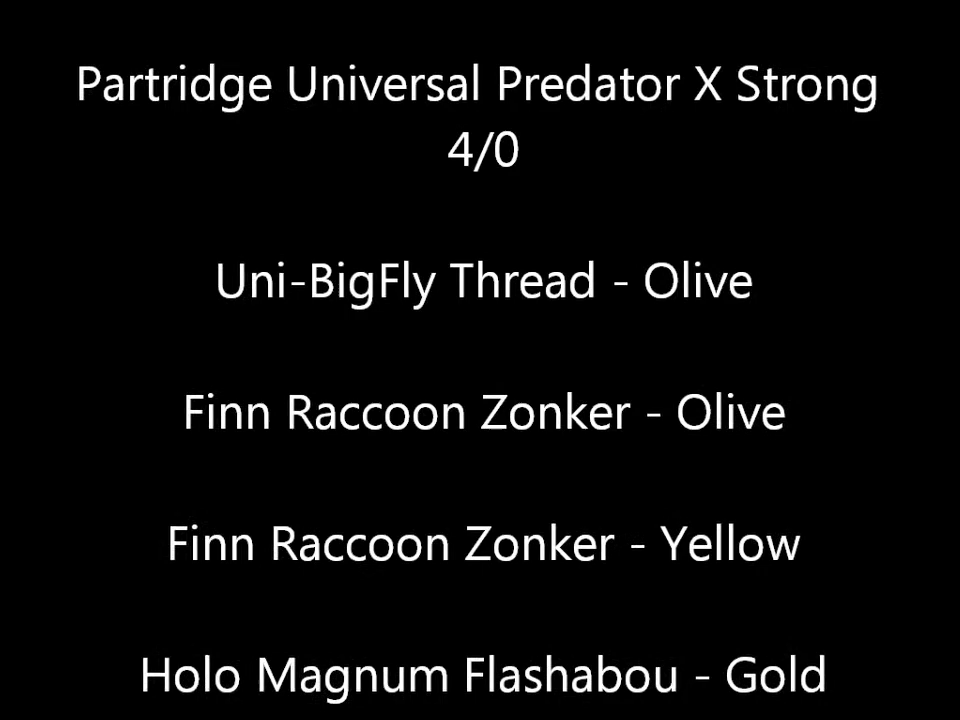 Partridge Universal Predator X Strong
4/0
Uni-BigFly Thread - Olive
Finn Raccoon Zonker - Olive
Finn Raccoon Zonker - Yellow
Holo Magnum Flashabou - Gold